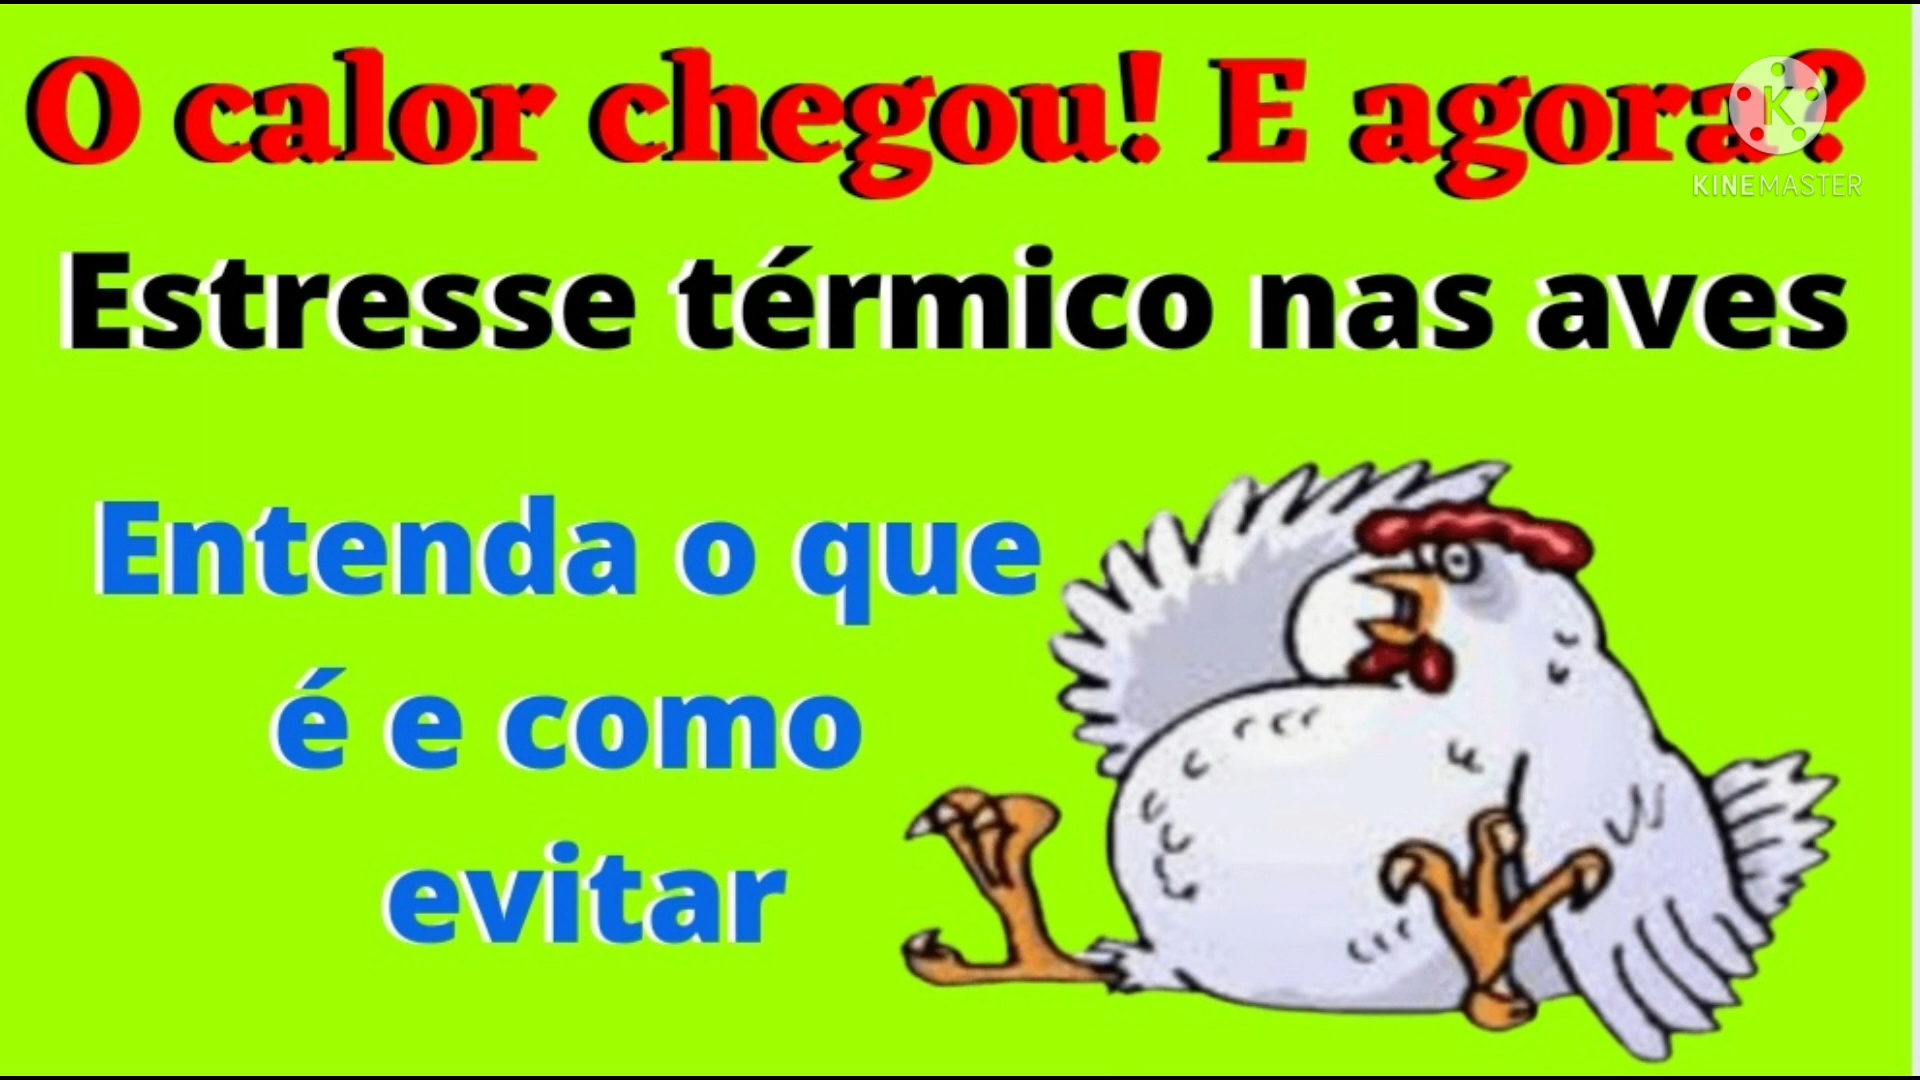 O calor chegou! E agora?
KINEMASTER
Estresse térmico nas aves
Entenda o que
é e como
evitar